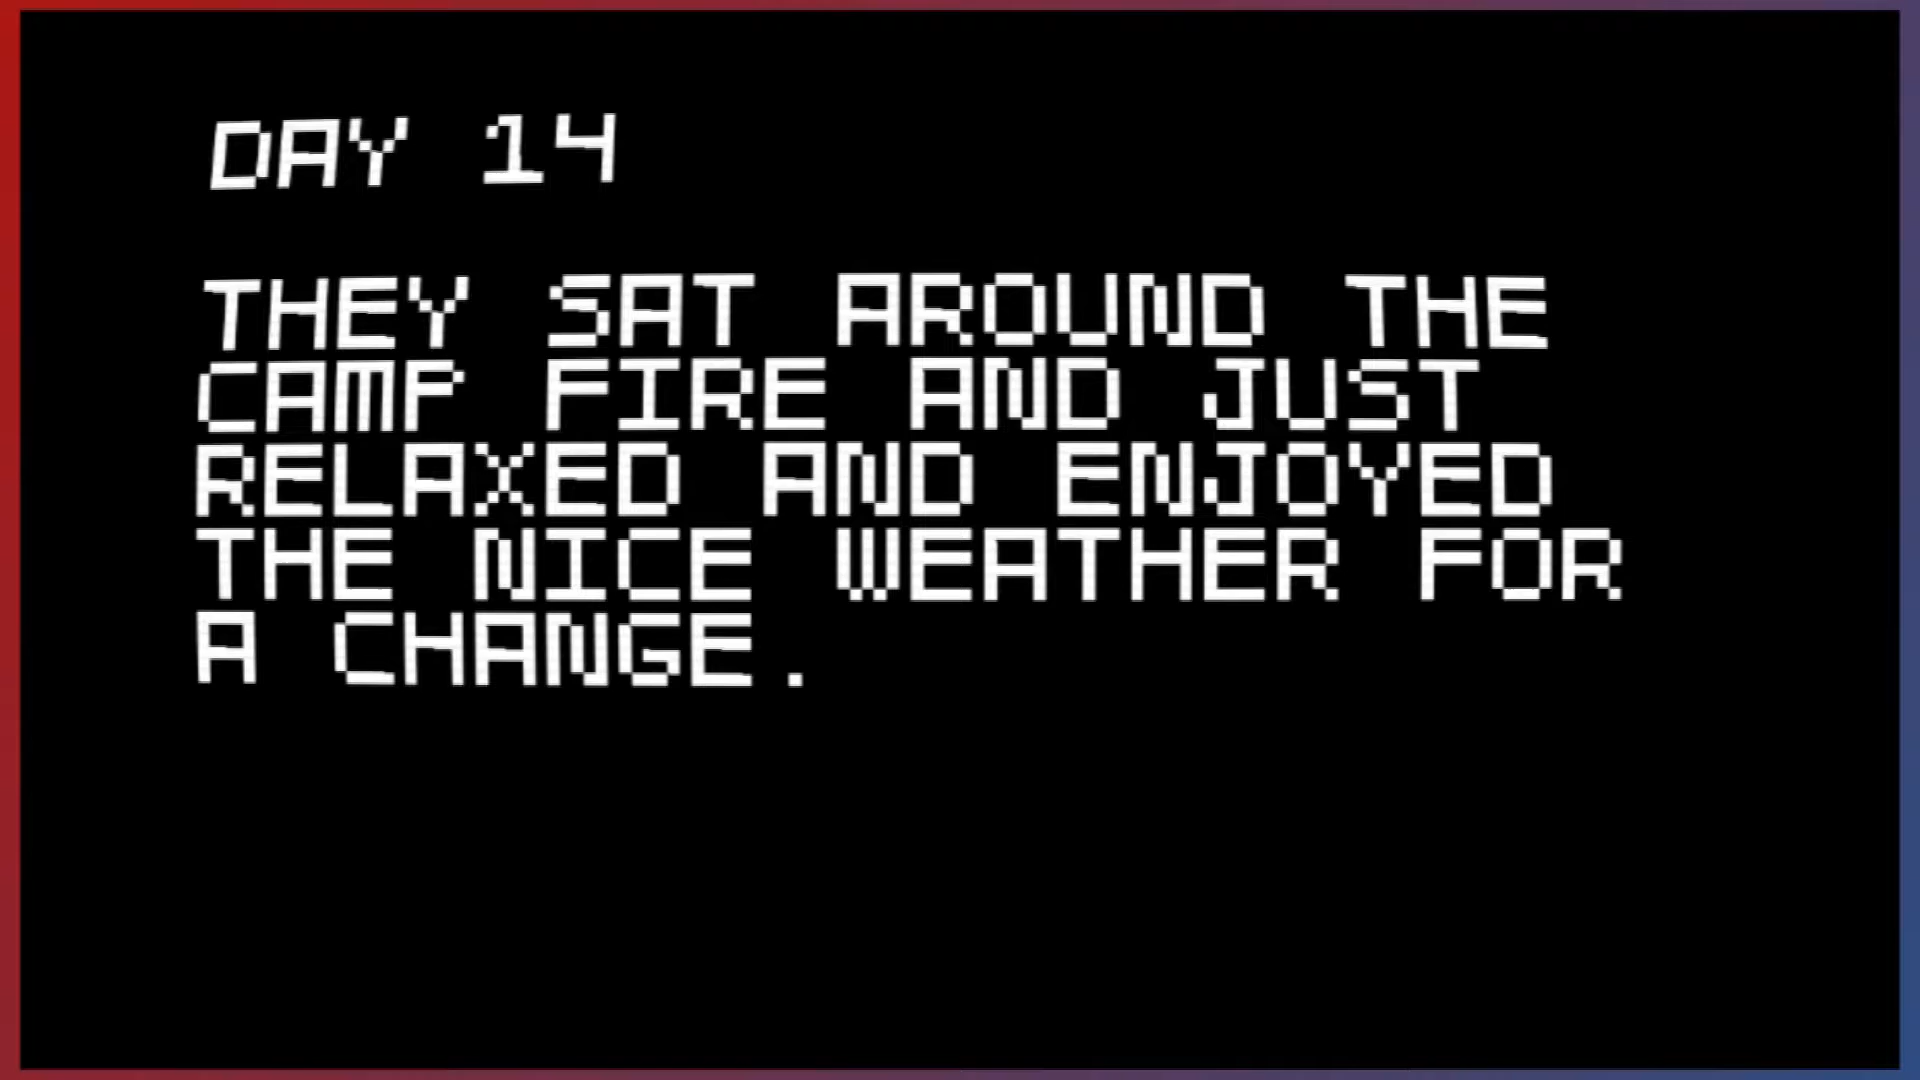 DAY 14
THEY SAT AROUND THE
CAMP FIRE AND JUST
RELAXED AND ENJOYED
THE NICE WEATHER FOR
A CHANGE.